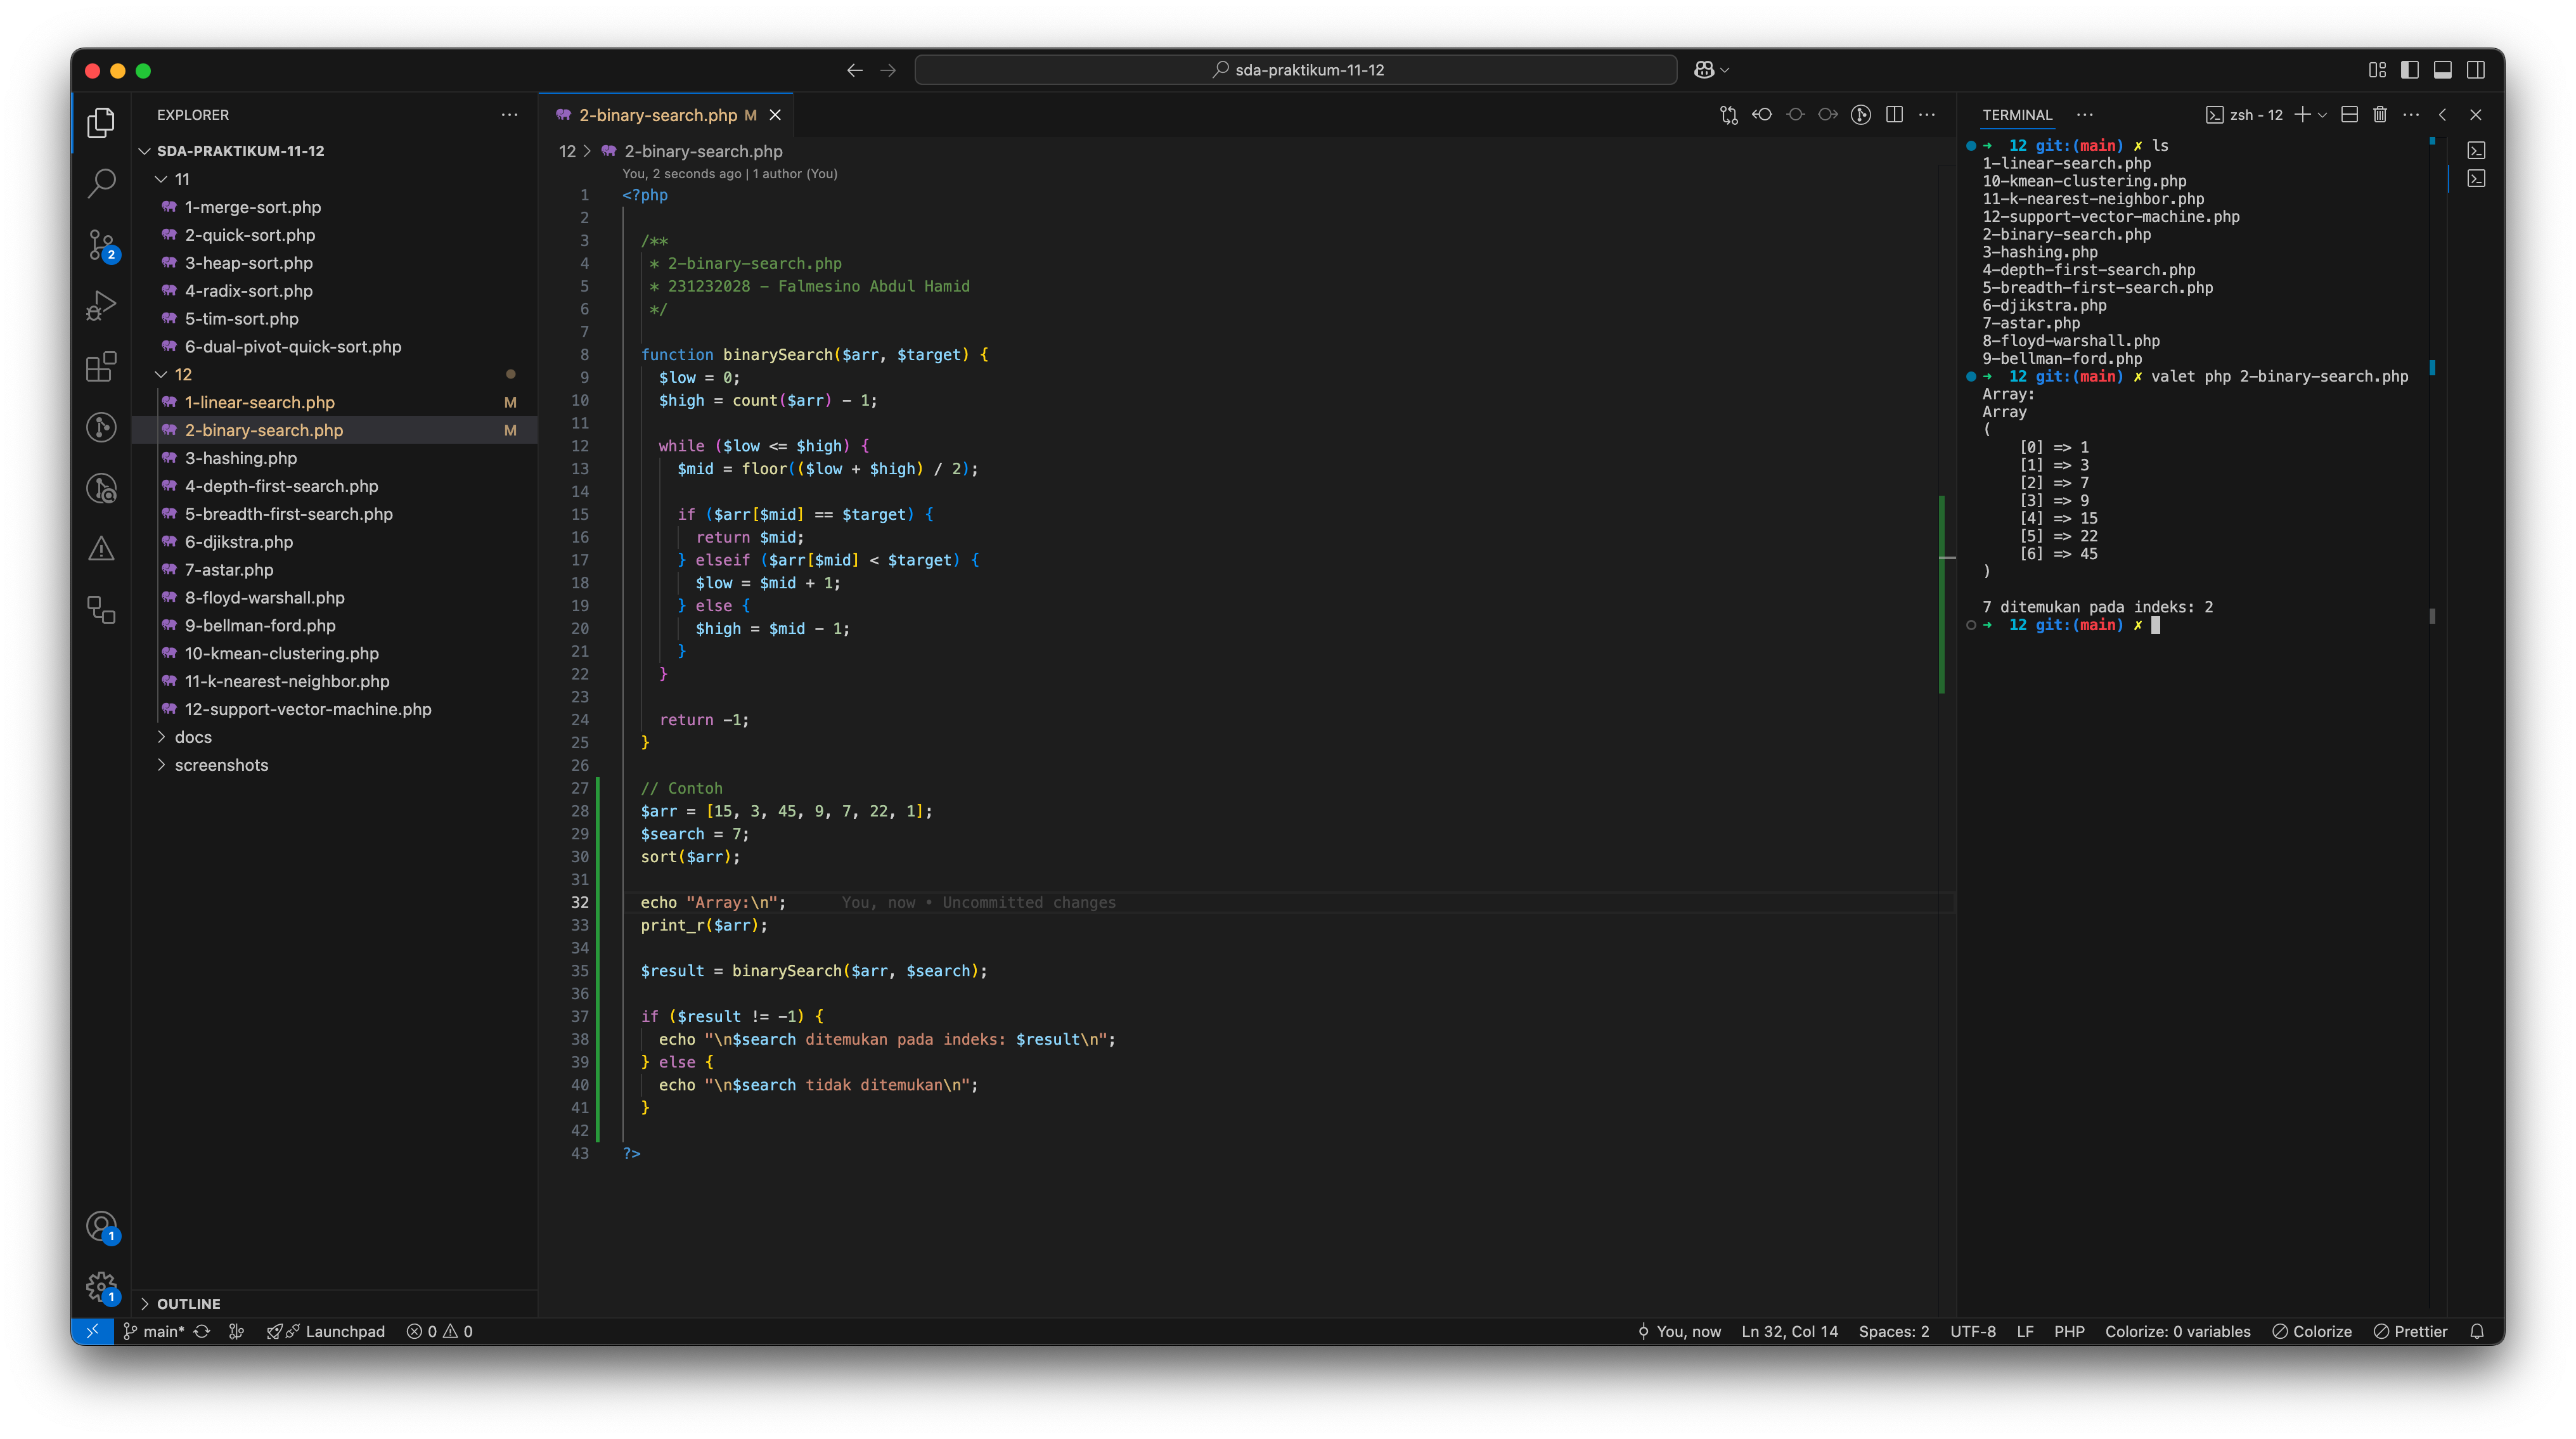 sda-praktikum-11-12
EXPLORER
SDA-PRAKTIKUM-11-12
11
1-merge-sort.php
2-quick-sort.php
3-heap-sort.php
4-radix-sort.php
5-tim-sort.php
6-dual-pivot-quick-sort.php
12
1-linear-search.php M
2-binary-search.php M
3-hashing.php
4-depth-first-search.php
5-breadth-first-search.php
6-djikstra.php
7-astar.php
8-floyd-warshall.php
9-bellman-ford.php
10-kmean-clustering.php
11-k-nearest-neighbor.php
12-support-vector-machine.php
docs
screenshots
OUTLINE
2
1
1
2-binary-search.php M
12 > 2-binary-search.php
You, 2 seconds ago | 1 author (You)
1 <?php
2
3 /**
4 * 2-binary-search.php
5 * 231232028 - Falmesino Abdul Hamid
6 */
7
8 function binarySearch($arr, $target) {
9 $low = 0;
10 $high = count($arr) - 1;
11
12 while ($low <= $high) {
13 $mid = floor(($low + $high) / 2);
14
15 if ($arr[$mid] == $target) {
16 return $mid;
17 } elseif ($arr[$mid] < $target) {
18 $low = $mid + 1;
19 } else {
20 $high = $mid - 1;
21 }
22 }
23
24 return -1;
25 }
26
27 // Contoh
28 $arr = [15, 3, 45, 9, 7, 22, 1];
29 $search = 7;
30 sort($arr);
31
32 echo "Array:\n"; You, now • Uncommitted changes
33 print_r($arr);
34
35 $result = binarySearch($arr, $search);
36
37 if ($result != -1) {
38 echo "\n$search ditemukan pada indeks: $result\n";
39 } else {
40 echo "\n$search tidak ditemukan\n";
41 }
42
43 ?>
TERMINAL
zsh - 12
➜ 12 git:(main) ✗ ls
1-linear-search.php
10-kmean-clustering.php
11-k-nearest-neighbor.php
12-support-vector-machine.php
2-binary-search.php
3-hashing.php
4-depth-first-search.php
5-breadth-first-search.php
6-djikstra.php
7-astar.php
8-floyd-warshall.php
9-bellman-ford.php
➜ 12 git:(main) ✗ valet php 2-binary-search.php
Array:
Array
(
[0] => 1
[1] => 3
[2] => 7
[3] => 9
[4] => 15
[5] => 22
[6] => 45
)
7 ditemukan pada indeks: 2
➜ 12 git:(main) ✗
main* Launchpad 0 0 You, now Ln 32, Col 14 Spaces: 2 UTF-8 LF PHP Colorize: 0 variables Colorize Prettier